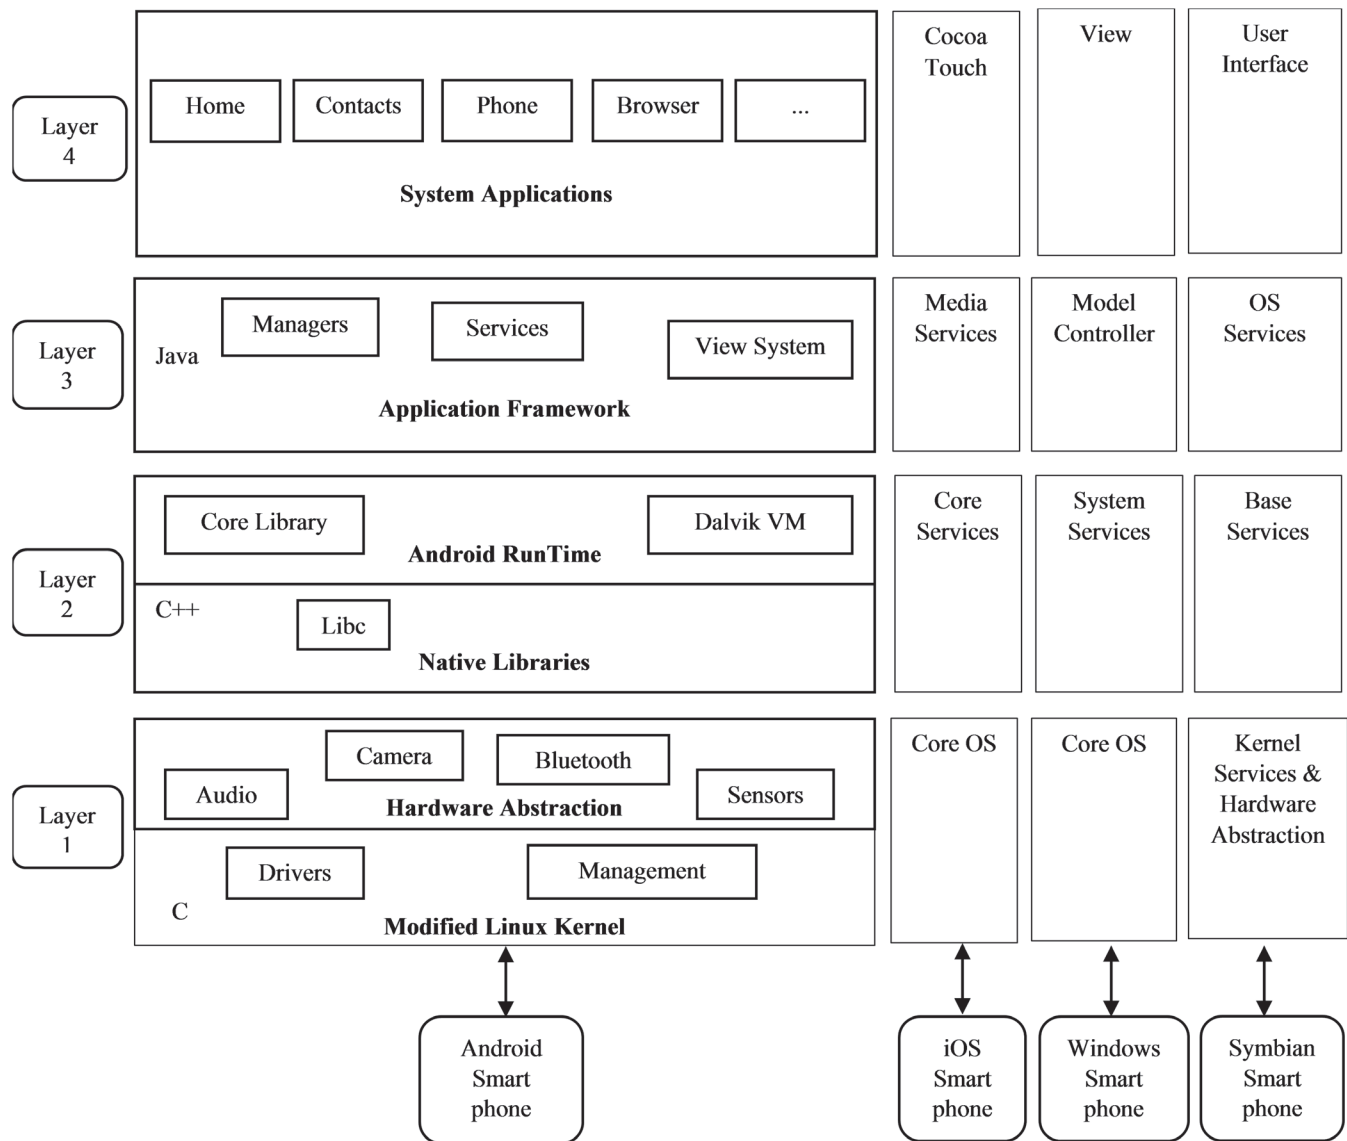 Layer
4
Home
Contacts
Phone
Browser
...
System Applications
Cocoa
Touch
View
User
Interface
Layer
3
Java
Managers
Services
View System
Application Framework
Media
Services
Model
Controller
OS
Services
Layer
2
Core Library
Dalvik VM
Android RunTime
C++
Libc
Native Libraries
Core
Services
System
Services
Base
Services
Layer
1
Audio
Camera
Bluetooth
Sensors
Hardware Abstraction
Drivers
Management
C
Modified Linux Kernel
Core OS
Core OS
Kernel
Services &
Hardware
Abstraction
Android
Smart
phone
iOS
Smart
phone
Windows
Smart
phone
Symbian
Smart
phone